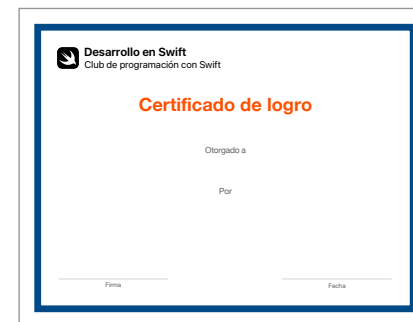 Desarrollo en Swift
Club de programación con Swift
Certificado de logro
Otorgado a
Por
Firma
Fecha